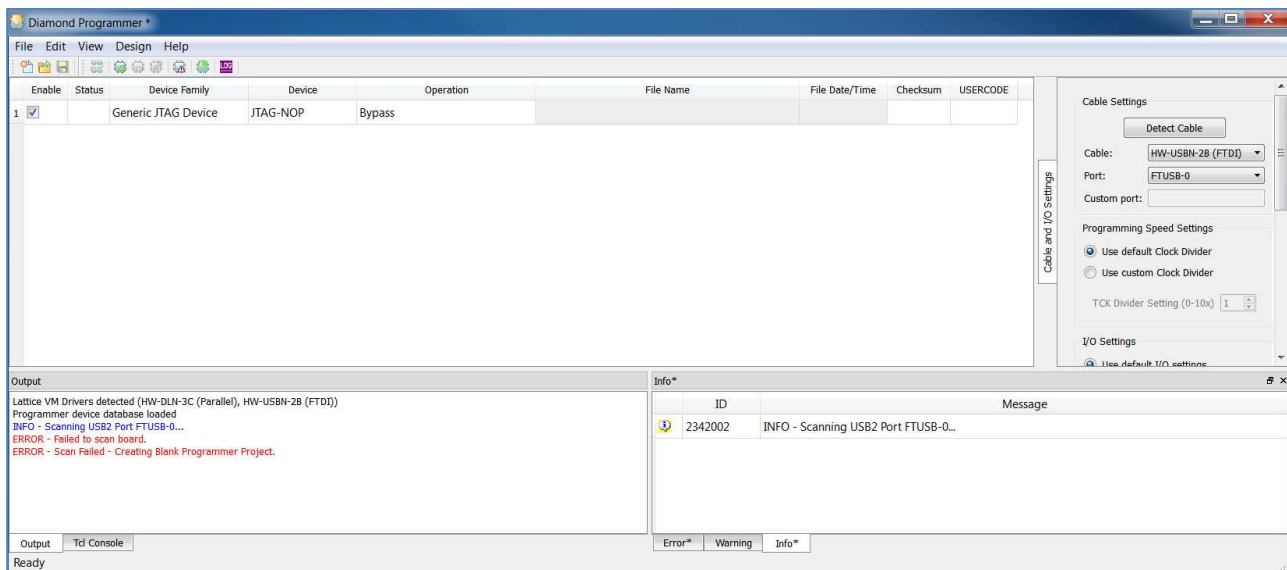 Diamond Programmer *
File Edit View Design Help
LOG
Enable Status Device Family Device Operation File Name File Date/Time Checksum USERCODE
1 Generic JTAG Device JTAG-NOP Bypass
Cable and I/O Settings
Cable Settings
Detect Cable
Cable: HW-USBN-2B (FTDI)
Port: FTUSB-0
Custom port:
Programming Speed Settings
Use default Clock Divider
Use custom Clock Divider
TCK Divider Setting (0-10x) 1
I/O Settings
Use default I/O settings
Output
Lattice VM Drivers detected (HW-DLN-3C (Parallel), HW-USBN-2B (FTDI))
Programmer device database loaded
INFO - Scanning USB2 Port FTUSB-0...
ERROR - Failed to scan board.
ERROR - Scan Failed - Creating Blank Programmer Project.
Output Tcl Console
Info*
ID Message
2342002 INFO - Scanning USB2 Port FTUSB-0...
Error* Warning Info*
Ready